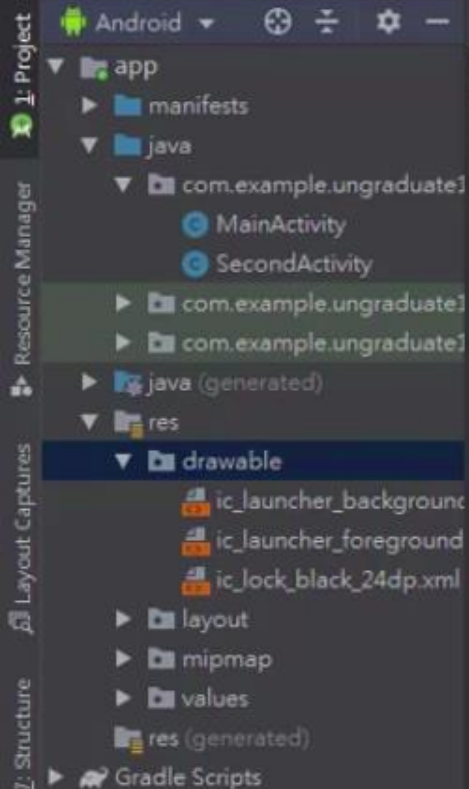 Android
app
manifests
java
com.example.ungraduate1
MainActivity
SecondActivity
com.example.ungraduate1
com.example.ungraduate1
java (generated)
res
drawable
ic_launcher_background
ic_launcher_foreground
ic_lock_black_24dp.xml
layout
mipmap
values
res (generated)
Gradle Scripts
1: Project
Resource Manager
Layout Captures
7: Structure